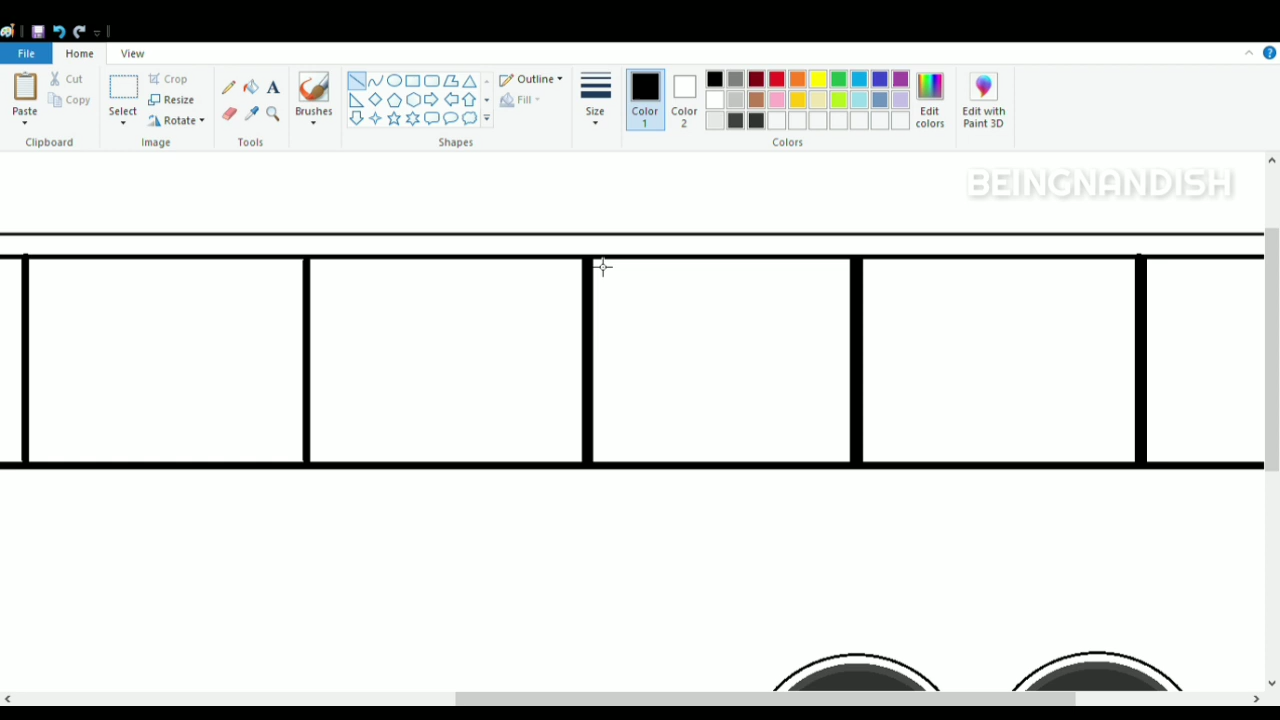 File Home View
Paste Cut Copy Clipboard
Select Crop Resize Rotate Image
A Tools
Brushes
Outline Fill Shapes
Size
Color 1
Color 2
Edit colors
Colors
Edit with Paint 3D
BEINGNANDISH